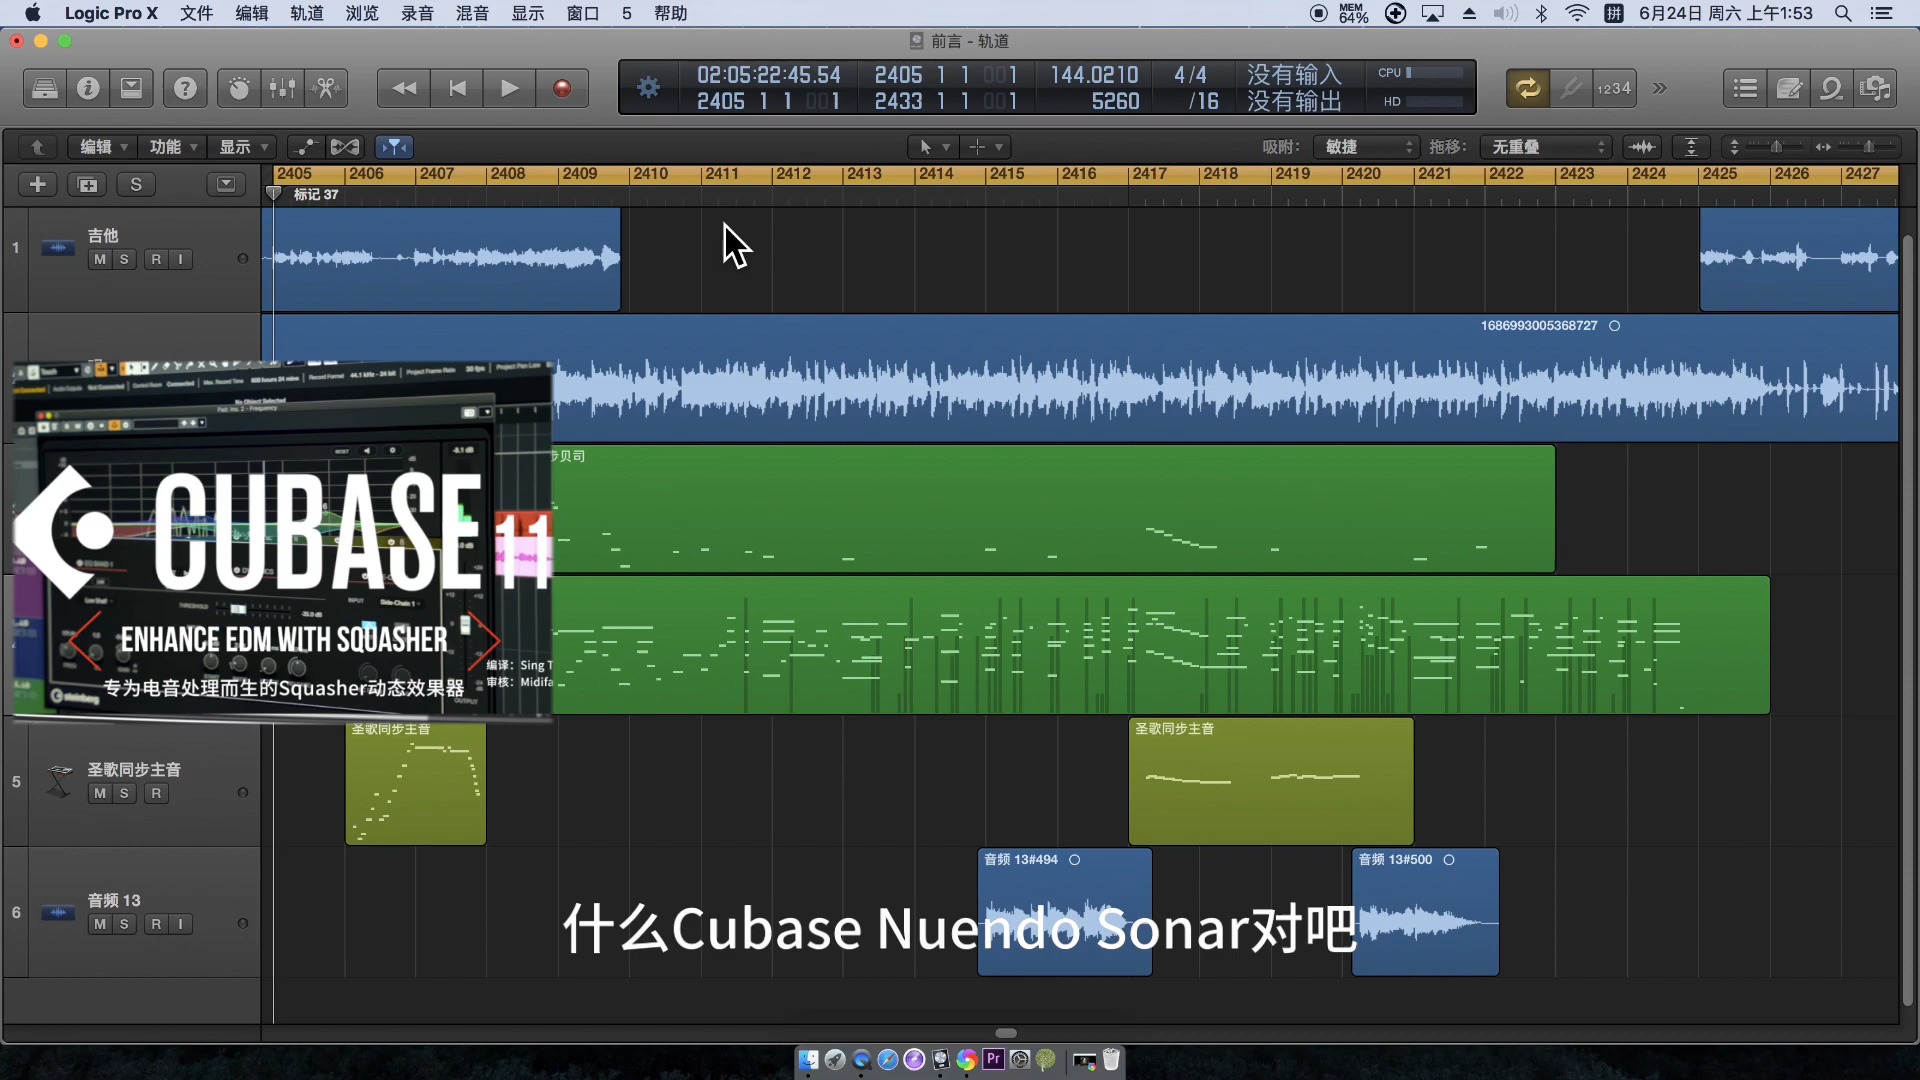 Logic Pro X 文件 编辑 轨道 浏览 录音 混音 显示 窗口 5 帮助
MEM 64% 拼 6月24日 周六 上午1:53
前言 - 轨道
02:05:22:45.54 2405 1 1 001 144.0210 4/4 没有输入 CPU
2405 1 1 001 2433 1 1 001 5260 /16 没有输出 HD
1234
编辑 功能 显示 吸附: 敏捷 拖移: 无重叠
S
2405 2406 2407 2408 2409 2410 2411 2412 2413 2414 2415 2416 2417 2418 2419 2420 2421 2422 2423 2424 2425 2426 2427
标记 37
1 吉他
M S R I
1686993005368727
步贝司
CUBASE 11
ENHANCE EDM WITH SQUASHER
专为电音处理而生的Squasher动态效果器
编译: Sing T
审核: Midifa
圣歌同步主音
圣歌同步主音
5 圣歌同步主音
M S R
音频 13#494
音频 13#500
6 音频 13
M S R I
什么Cubase Nuendo Sonar对吧
Pr